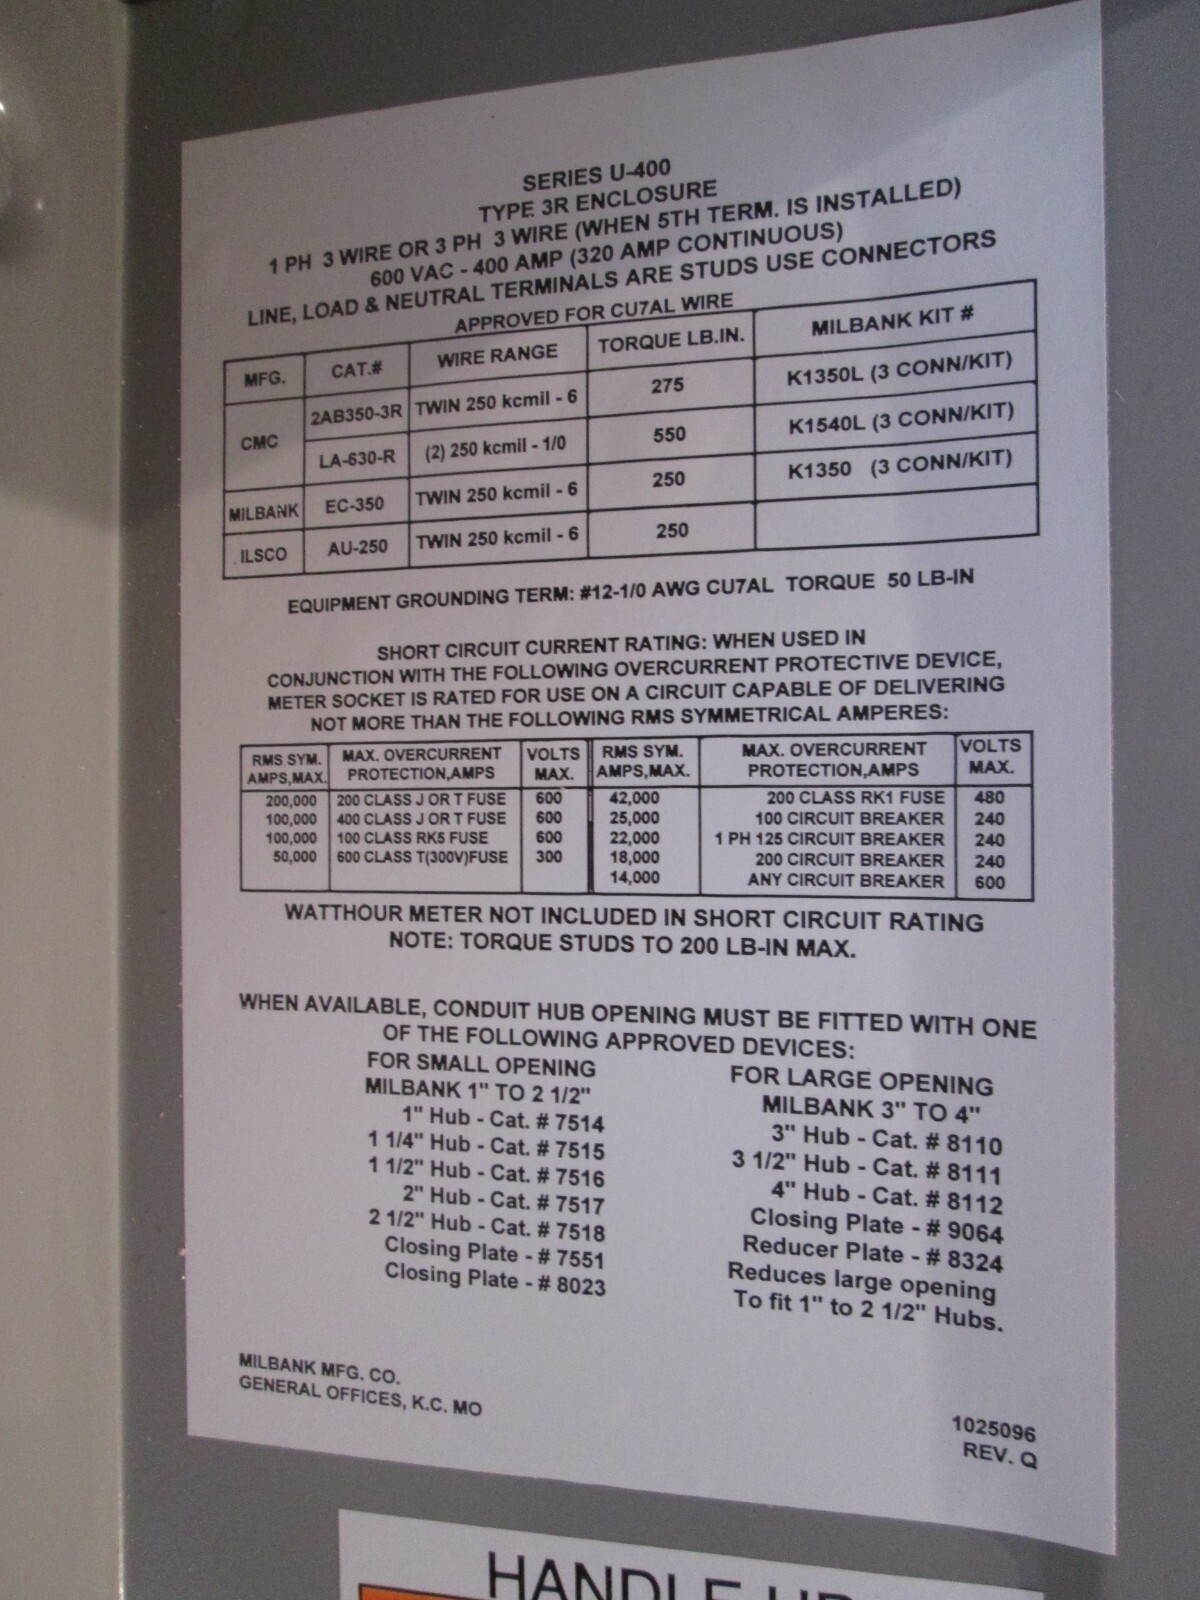 SERIES U-400
TYPE 3R ENCLOSURE
1 PH 3 WIRE OR 3 PH 3 WIRE (WHEN 5TH TERM. IS INSTALLED)
600 VAC - 400 AMP (320 AMP CONTINUOUS)
LINE, LOAD & NEUTRAL TERMINALS ARE STUDS USE CONNECTORS
APPROVED FOR CU7AL WIRE
MFG. CAT.# WIRE RANGE TORQUE LB.IN. MILBANK KIT #
CMC 2AB350-3R TWIN 250 kcmil - 6 275 K1350L (3 CONN/KIT)
LA-630-R (2) 250 kcmil - 1/0 550 K1540L (3 CONN/KIT)
MILBANK EC-350 TWIN 250 kcmil - 6 250 K1350 (3 CONN/KIT)
ILSCO AU-250 TWIN 250 kcmil - 6 250
EQUIPMENT GROUNDING TERM: #12-1/0 AWG CU7AL TORQUE 50 LB-IN
SHORT CIRCUIT CURRENT RATING: WHEN USED IN
CONJUNCTION WITH THE FOLLOWING OVERCURRENT PROTECTIVE DEVICE,
METER SOCKET IS RATED FOR USE ON A CIRCUIT CAPABLE OF DELIVERING
NOT MORE THAN THE FOLLOWING RMS SYMMETRICAL AMPERES:
RMS SYM. MAX. OVERCURRENT VOLTS RMS SYM. MAX. OVERCURRENT VOLTS
AMPS,MAX. PROTECTION,AMPS MAX. AMPS,MAX. PROTECTION,AMPS MAX.
200,000 200 CLASS J OR T FUSE 600 42,000 200 CLASS RK1 FUSE 480
100,000 400 CLASS J OR T FUSE 600 25,000 100 CIRCUIT BREAKER 240
100,000 100 CLASS RK5 FUSE 600 22,000 1 PH 125 CIRCUIT BREAKER 240
50,000 600 CLASS T(300V)FUSE 300 18,000 200 CIRCUIT BREAKER 240
14,000 ANY CIRCUIT BREAKER 600
WATTHOUR METER NOT INCLUDED IN SHORT CIRCUIT RATING
NOTE: TORQUE STUDS TO 200 LB-IN MAX.
WHEN AVAILABLE, CONDUIT HUB OPENING MUST BE FITTED WITH ONE
OF THE FOLLOWING APPROVED DEVICES:
FOR SMALL OPENING
MILBANK 1" TO 2 1/2"
1" Hub - Cat. # 7514
1 1/4" Hub - Cat. # 7515
1 1/2" Hub - Cat. # 7516
2" Hub - Cat. # 7517
2 1/2" Hub - Cat. # 7518
Closing Plate - # 7551
Closing Plate - # 8023
FOR LARGE OPENING
MILBANK 3" TO 4"
3" Hub - Cat. # 8110
3 1/2" Hub - Cat. # 8111
4" Hub - Cat. # 8112
Closing Plate - # 9064
Reducer Plate - # 8324
Reduces large opening
To fit 1" to 2 1/2" Hubs.
MILBANK MFG. CO.
GENERAL OFFICES, K.C. MO
1025096
REV. Q
HANDLE